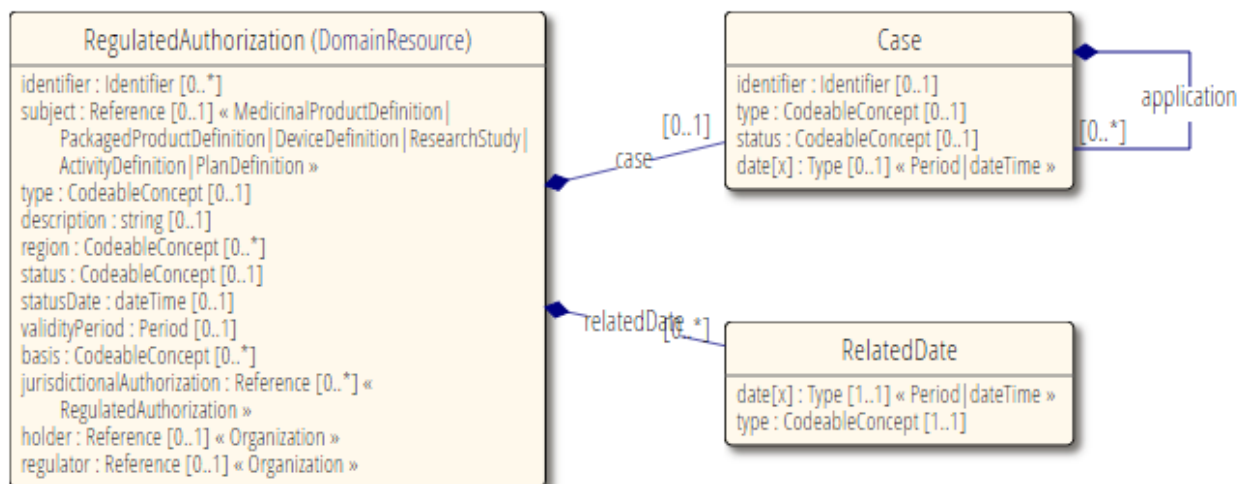 RegulatedAuthorization (DomainResource)
identifier : Identifier [0..*]
subject : Reference [0..1] « MedicinalProductDefinition|
PackagedProductDefinition|DeviceDefinition|ResearchStudy|
ActivityDefinition|PlanDefinition »
type : CodeableConcept [0..1]
description : string [0..1]
region : CodeableConcept [0..*]
status : CodeableConcept [0..1]
statusDate : dateTime [0..1]
validityPeriod : Period [0..1]
basis : CodeableConcept [0..*]
jurisdictionalAuthorization : Reference [0..*] «
RegulatedAuthorization »
holder : Reference [0..1] « Organization »
regulator : Reference [0..1] « Organization »
[0..1]
case
Case
identifier : Identifier [0..1]
type : CodeableConcept [0..1]
status : CodeableConcept [0..1]
date[x] : Type [0..1] « Period|dateTime »
application
[0..*]
relatedDate
[0..*]
RelatedDate
date[x] : Type [1..1] « Period|dateTime »
type : CodeableConcept [1..1]